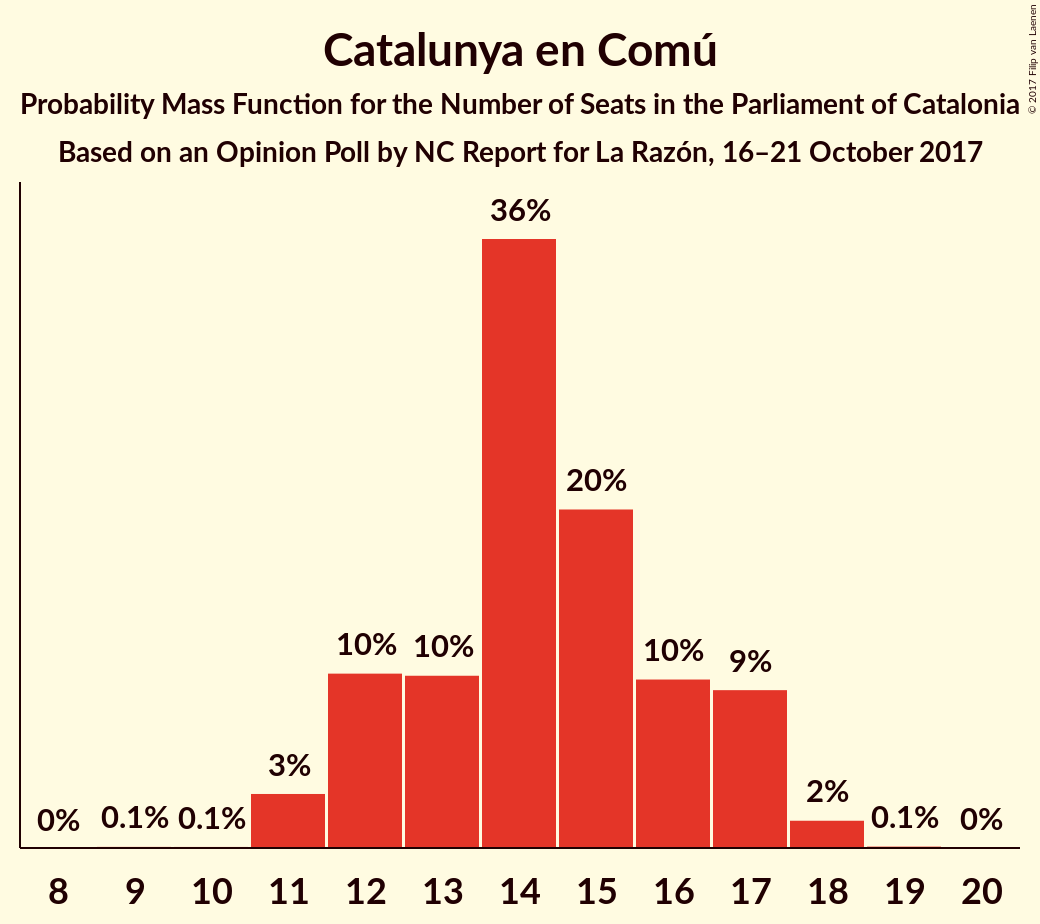 Catalunya en Comú
Probability Mass Function for the Number of Seats in the Parliament of Catalonia
Based on an Opinion Poll by NC Report for La Razón, 16–21 October 2017
© 2017 Filip van Laenen
36%
20%
10% 10% 10% 9%
3% 2%
0% 0.1% 0.1% 0.1% 0%
8 9 10 11 12 13 14 15 16 17 18 19 20